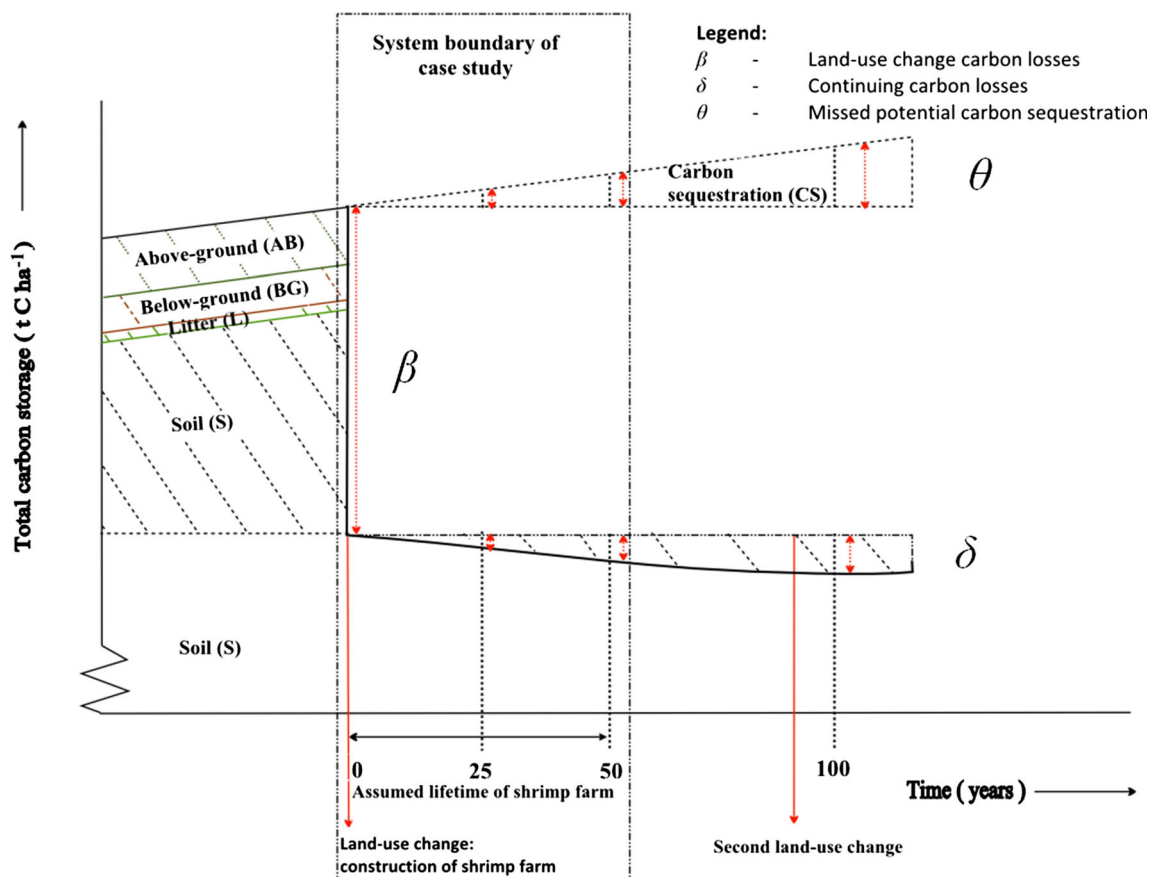 System boundary of
case study
Legend:
β - Land-use change carbon losses
δ - Continuing carbon losses
θ - Missed potential carbon sequestration
Total carbon storage ( t C ha-1)
Carbon
sequestration (CS)
θ
Above-ground (AB)
Below-ground (BG)
Litter (L)
β
Soil (S)
δ
Soil (S)
0
25
50
100
Assumed lifetime of shrimp farm
Time ( years )
Land-use change:
construction of shrimp farm
Second land-use change